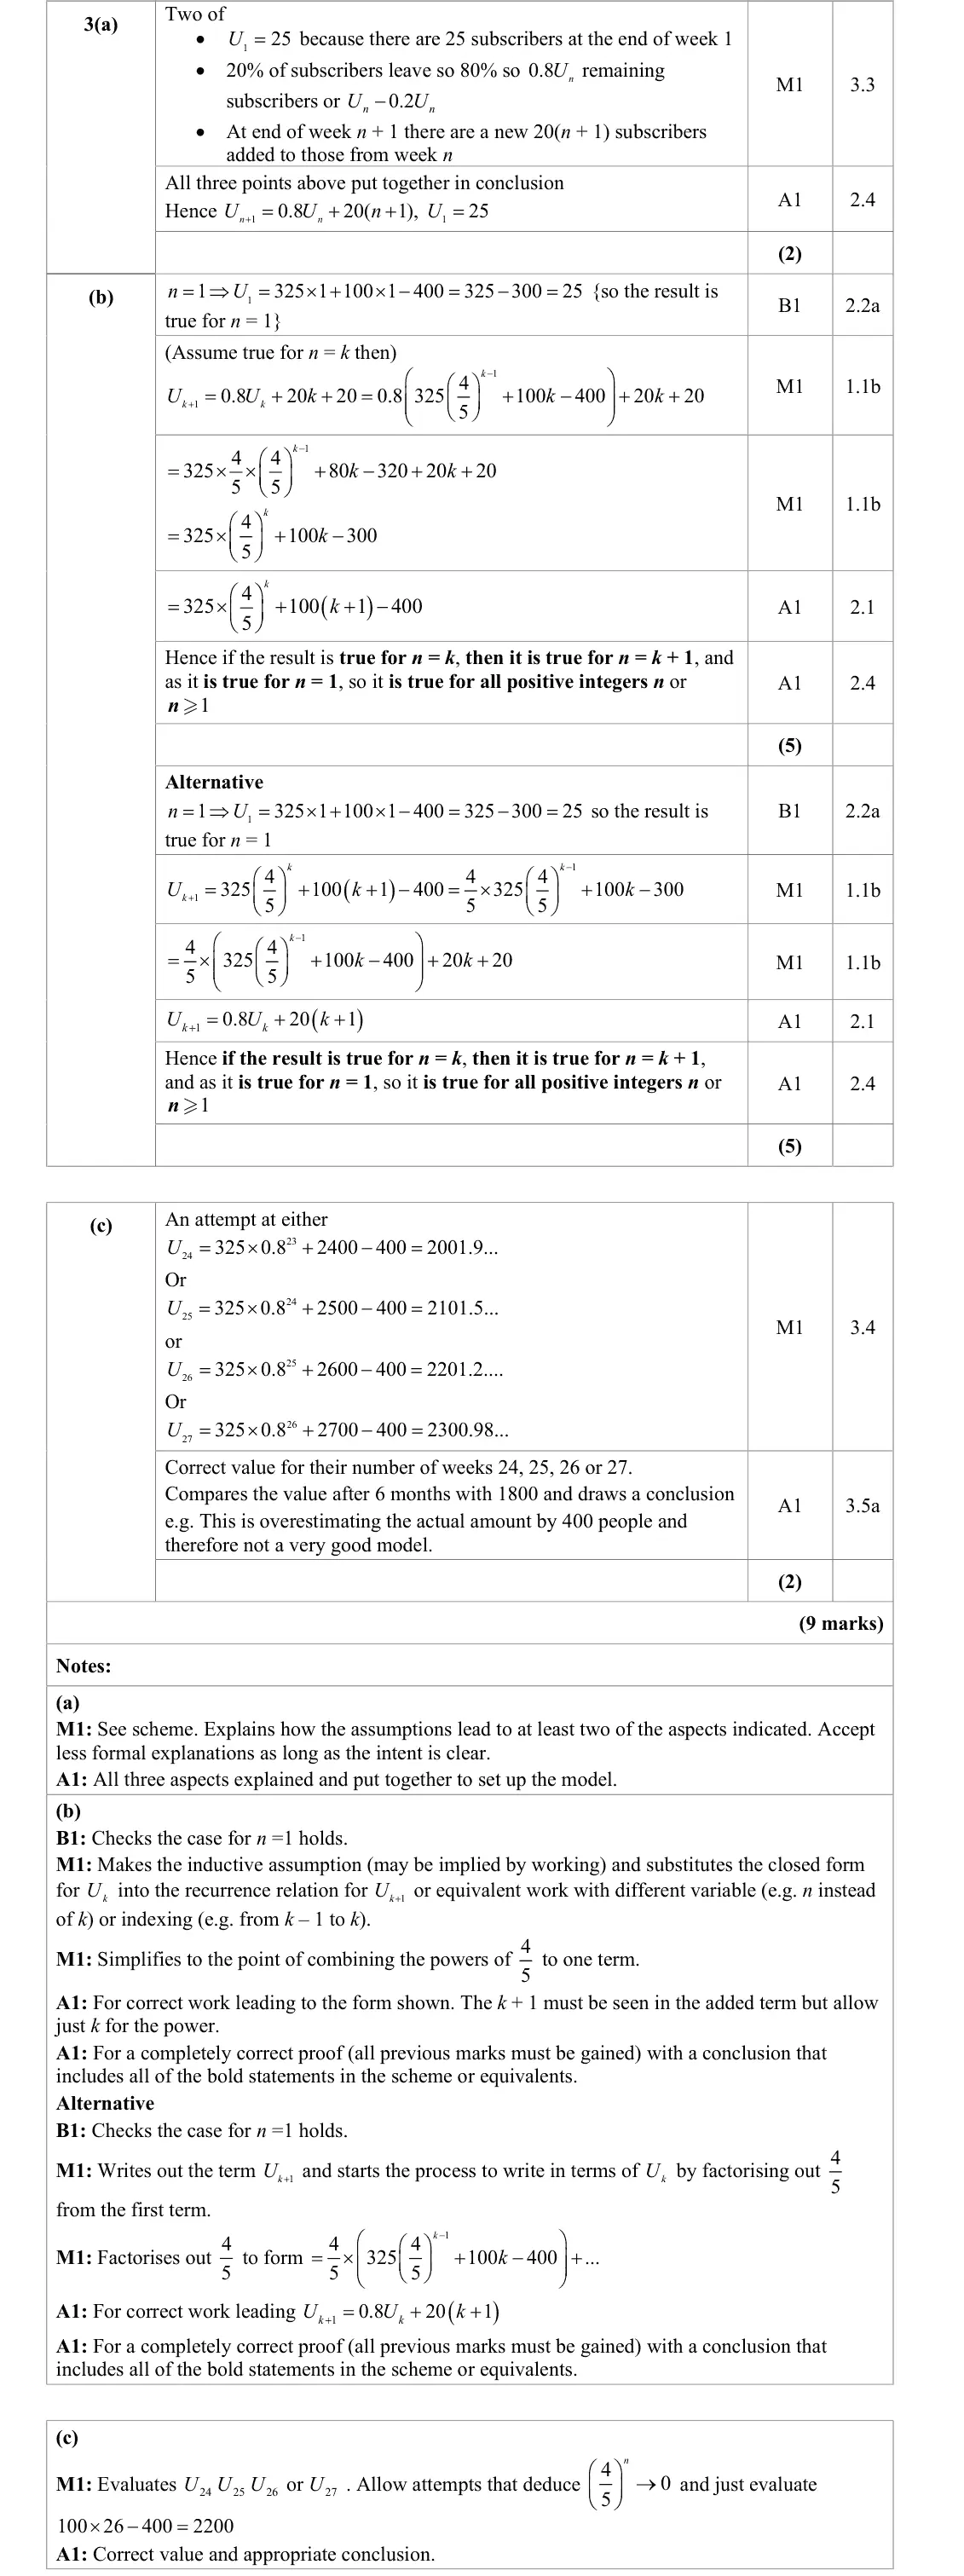 3(a)
Two of
• U₁ = 25 because there are 25 subscribers at the end of week 1
• 20% of subscribers leave so 80% so 0.8Uₙ remaining
subscribers or Uₙ − 0.2Uₙ
• At end of week n + 1 there are a new 20(n + 1) subscribers
added to those from week n
M1 3.3
All three points above put together in conclusion
Hence Uₙ₊₁ = 0.8Uₙ + 20(n+1), U₁ = 25
A1 2.4
(2)
(b)
n = 1 ⇒ U₁ = 325×1+100×1−400 = 325−300 = 25 {so the result is
true for n = 1}
B1 2.2a
(Assume true for n = k then)
Uₖ₊₁ = 0.8Uₖ + 20k + 20 = 0.8(325(4/5)^(k−1) + 100k − 400) + 20k + 20
M1 1.1b
= 325 × 4/5 × (4/5)^(k−1) + 80k − 320 + 20k + 20
= 325 × (4/5)^k + 100k − 300
M1 1.1b
= 325 × (4/5)^k + 100(k+1) − 400
A1 2.1
Hence if the result is true for n = k, then it is true for n = k + 1, and
as it is true for n = 1, so it is true for all positive integers n or
n ⩾ 1
A1 2.4
(5)
Alternative
n = 1 ⇒ U₁ = 325×1+100×1−400 = 325−300 = 25 so the result is
true for n = 1
B1 2.2a
Uₖ₊₁ = 325(4/5)^k + 100(k+1) − 400 = 4/5 × 325(4/5)^(k−1) + 100k − 300
M1 1.1b
= 4/5 × (325(4/5)^(k−1) + 100k − 400) + 20k + 20
M1 1.1b
Uₖ₊₁ = 0.8Uₖ + 20(k+1)
A1 2.1
Hence if the result is true for n = k, then it is true for n = k + 1,
and as it is true for n = 1, so it is true for all positive integers n or
n ⩾ 1
A1 2.4
(5)
(c)
An attempt at either
U₂₄ = 325×0.8²³ + 2400 − 400 = 2001.9...
Or
U₂₅ = 325×0.8²⁴ + 2500 − 400 = 2101.5...
or
U₂₆ = 325×0.8²⁵ + 2600 − 400 = 2201.2....
Or
U₂₇ = 325×0.8²⁶ + 2700 − 400 = 2300.98...
M1 3.4
Correct value for their number of weeks 24, 25, 26 or 27.
Compares the value after 6 months with 1800 and draws a conclusion
e.g. This is overestimating the actual amount by 400 people and
therefore not a very good model.
A1 3.5a
(2)
(9 marks)
Notes:
(a)
M1: See scheme. Explains how the assumptions lead to at least two of the aspects indicated. Accept
less formal explanations as long as the intent is clear.
A1: All three aspects explained and put together to set up the model.
(b)
B1: Checks the case for n =1 holds.
M1: Makes the inductive assumption (may be implied by working) and substitutes the closed form
for Uₖ into the recurrence relation for Uₖ₊₁ or equivalent work with different variable (e.g. n instead
of k) or indexing (e.g. from k – 1 to k).
M1: Simplifies to the point of combining the powers of 4/5 to one term.
A1: For correct work leading to the form shown. The k + 1 must be seen in the added term but allow
just k for the power.
A1: For a completely correct proof (all previous marks must be gained) with a conclusion that
includes all of the bold statements in the scheme or equivalents.
Alternative
B1: Checks the case for n =1 holds.
M1: Writes out the term Uₖ₊₁ and starts the process to write in terms of Uₖ by factorising out 4/5
from the first term.
M1: Factorises out 4/5 to form = 4/5 × (325(4/5)^(k−1) + 100k − 400) + ...
A1: For correct work leading Uₖ₊₁ = 0.8Uₖ + 20(k+1)
A1: For a completely correct proof (all previous marks must be gained) with a conclusion that
includes all of the bold statements in the scheme or equivalents.
(c)
M1: Evaluates U₂₄ U₂₅ U₂₆ or U₂₇ . Allow attempts that deduce (4/5)^n → 0 and just evaluate
100×26−400 = 2200
A1: Correct value and appropriate conclusion.